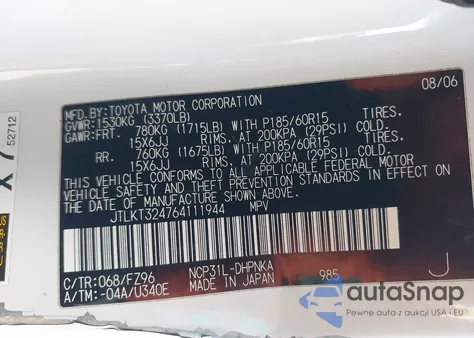 MFD.BY:TOYOTA MOTOR CORPORATION 08/06
GVWR:1530KG (3370LB)
GAWR:FRT. 780KG (1715LB) WITH P185/60R15 TIRES,
15X6JJ RIMS, AT 200KPA (29PSI) COLD
RR. 760KG (1675LB) WITH P185/60R15 TIRES,
15X6JJ RIMS, AT 200KPA (29PSI) COLD
THIS VEHICLE CONFORMS TO ALL APPLICABLE FEDERAL MOTOR
VEHICLE SAFETY, BUMPER, AND THEFT PREVENTION STANDARDS IN EFFECT ON
THE DATE OF MANUFACTURE SHOWN ABOVE.
JTLKT324764111944 MPV
C/TR:068/FZ96 NCP31L-DHPNKA 985 J
A/TM:-04A/U340E MADE IN JAPAN
X 7
52712
autoSnap
Pewne auta z aukcji USA i EU